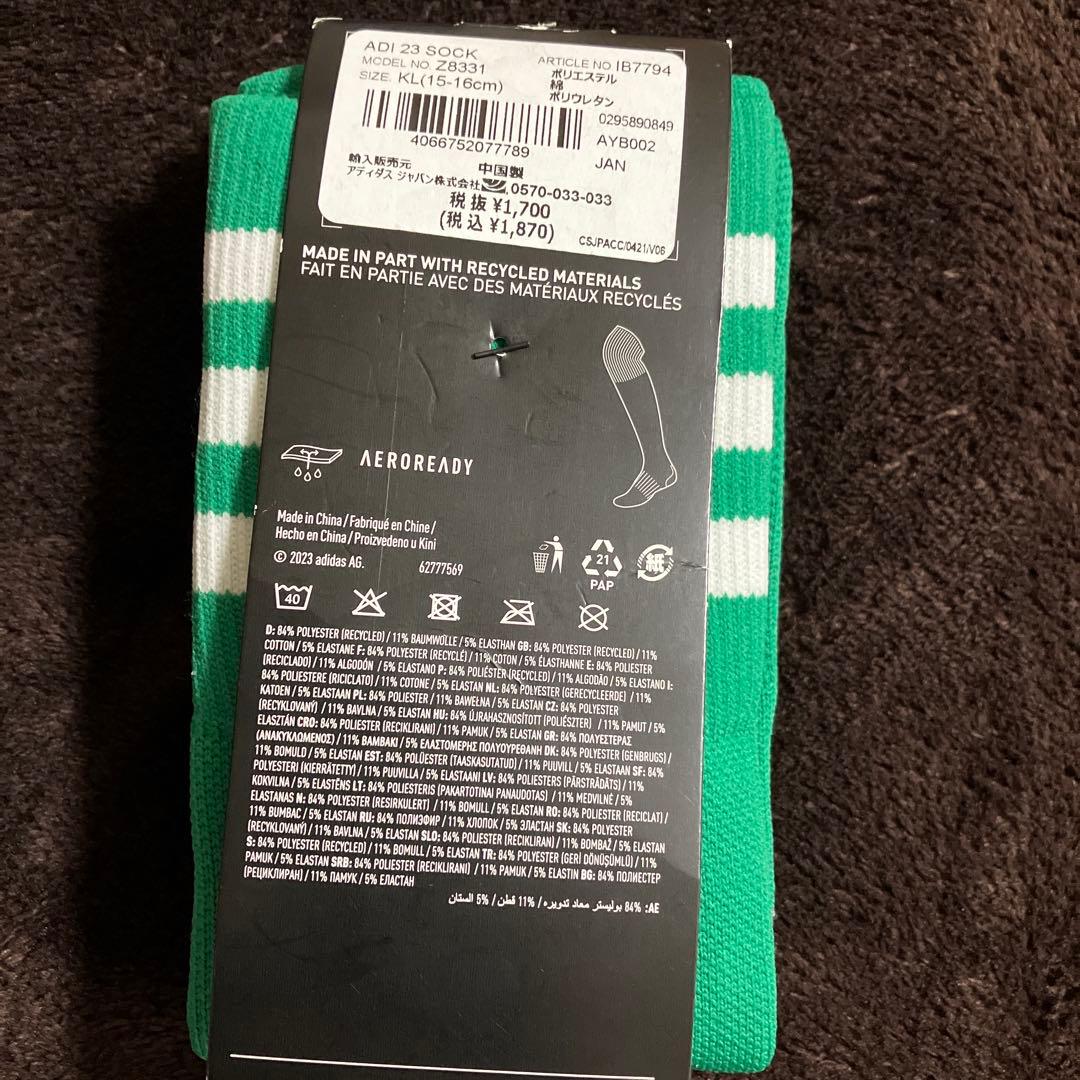 ADI 23 SOCK
MODEL NO. Z8331
SIZE. KL(15-16cm)
ARTICLE NO IB7794
ポリエステル
綿
ポリウレタン
4066752077789
0295890849
AYB002
JAN
輸入販売元
アディダス ジャパン株式会社
中国製
0570-033-033
税 抜 ¥1,700
(税 込 ¥1,870)
CSJPACC/0421/V06
MADE IN PART WITH RECYCLED MATERIALS
FAIT EN PARTIE AVEC DES MATÉRIAUX RECYCLÉS
AEROREADY
Made in China / Fabriqué en Chine /
Hecho en China / Proizvedeno u Kini
© 2023 adidas AG.
62777569
21
PAP
紙
40
D: 84% POLYESTER (RECYCLED) / 11% BAUMWOLLE / 5% ELASTHAN GB: 84% POLYESTER (RECYCLED) / 11%
COTTON / 5% ELASTANE F: 84% POLYESTER (RECYCLÉ) / 11% COTON / 5% ÉLASTHANNE E: 84% POLIESTER
(RECICLADO) / 11% ALGODÓN / 5% ELASTANO P: 84% POLIÉSTER (RECYCLED) / 11% ALGODÃO / 5% ELASTANO I:
84% POLIESTERE (RICICLATO) / 11% COTONE / 5% ELASTAN NL: 84% POLYESTER (GERECYCLEERDE) / 11%
KATOEN / 5% ELASTAAN PL: 84% POLIESTER / 11% BAWEŁNA / 5% ELASTAN CZ: 84% POLYESTER
(RECYKLOVANÝ) / 11% BAVLNA / 5% ELASTAN HU: 84% ÚJRAHASZNOSÍTOTT (POLIÉSZTER) / 11% PAMUT / 5%
ELASZTÁN CRO: 84% POLIESTER (RECIKLIRANI) / 11% PAMUK / 5% ELASTAN GR: 84% ΠΟΛΥΕΣΤΕΡΑΣ
(ΑΝΑΚΥΚΛΩΜΕΝΟΣ) / 11% ΒΑΜΒΑΚΙ / 5% ΕΛΑΣΤΟΜΕΡΗΣ ΠΟΛΥΟΥΡΕΘΑΝΗ DK: 84% POLYESTER (GENBRUGS) /
11% BOMULD / 5% ELASTAN EST: 84% POLÜESTER (TAASKASUTATUD) / 11% PUUVILL / 5% ELASTAAN SF: 84%
POLYESTERI (KIERRÄTETTY) / 11% PUUVILLA / 5% ELASTAANI LV: 84% POLIESTERS (PĀRSTRĀDĀTS) / 11%
KOKVILNA / 5% ELASTĒNS LT: 84% POLIESTERIS (PAKARTOTINAI PANAUDOTAS) / 11% MEDVILNĖ / 5%
ELASTANAS N: 84% POLYESTER (RESIRKULERT) / 11% BOMULL / 5% ELASTAN RO: 84% POLIESTER (RECICLAT) /
11% BUMBAC / 5% ELASTAN RU: 84% ПОЛИЭФИР / 11% ХЛОПОК / 5% ЭЛАСТАН SK: 84% POLYESTER
(RECYKLOVANÝ) / 11% BAVLNA / 5% ELASTAN SLO: 84% POLIESTER (RECIKLIRAN) / 11% BOMBAŽ / 5% ELASTAN
S: 84% POLYESTER (RECYCLED) / 11% BOMULL / 5% ELASTAN TR: 84% POLYESTER (GERİ DÖNÜŞÜMLÜ) / 11%
PAMUK / 5% ELASTAN SRB: 84% POLIESTER (RECIKLIRANI) / 11% PAMUK / 5% ELASTIN BG: 84% ПОЛИЕСТЕР
(РЕЦИКЛИРАН) / 11% ПАМУК / 5% ЕЛАСТАН
AE: 84% بوليستر معاد تدويره / 11% قطن / 5% الستان